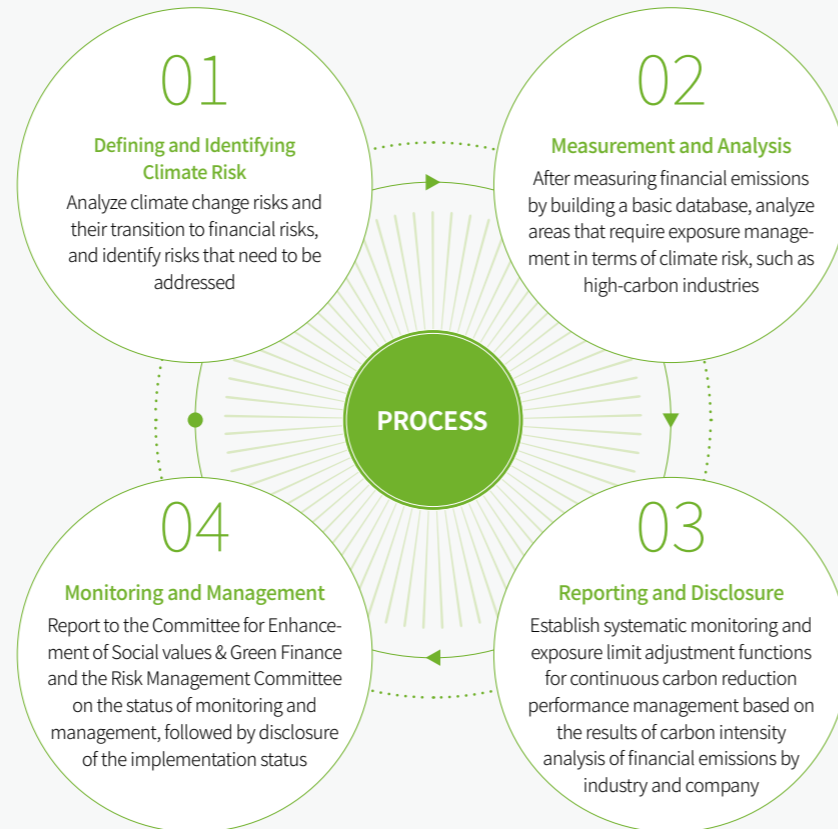 01
Defining and Identifying
Climate Risk
Analyze climate change risks and
their transition to financial risks,
and identify risks that need to be
addressed
02
Measurement and Analysis
After measuring financial emissions
by building a basic database, analyze
areas that require exposure manage-
ment in terms of climate risk, such as
high-carbon industries
PROCESS
03
Reporting and Disclosure
Establish systematic monitoring and
exposure limit adjustment functions
for continuous carbon reduction
performance management based on
the results of carbon intensity
analysis of financial emissions by
industry and company
04
Monitoring and Management
Report to the Committee for Enhance-
ment of Social values & Green Finance
and the Risk Management Committee
on the status of monitoring and
management, followed by disclosure
of the implementation status